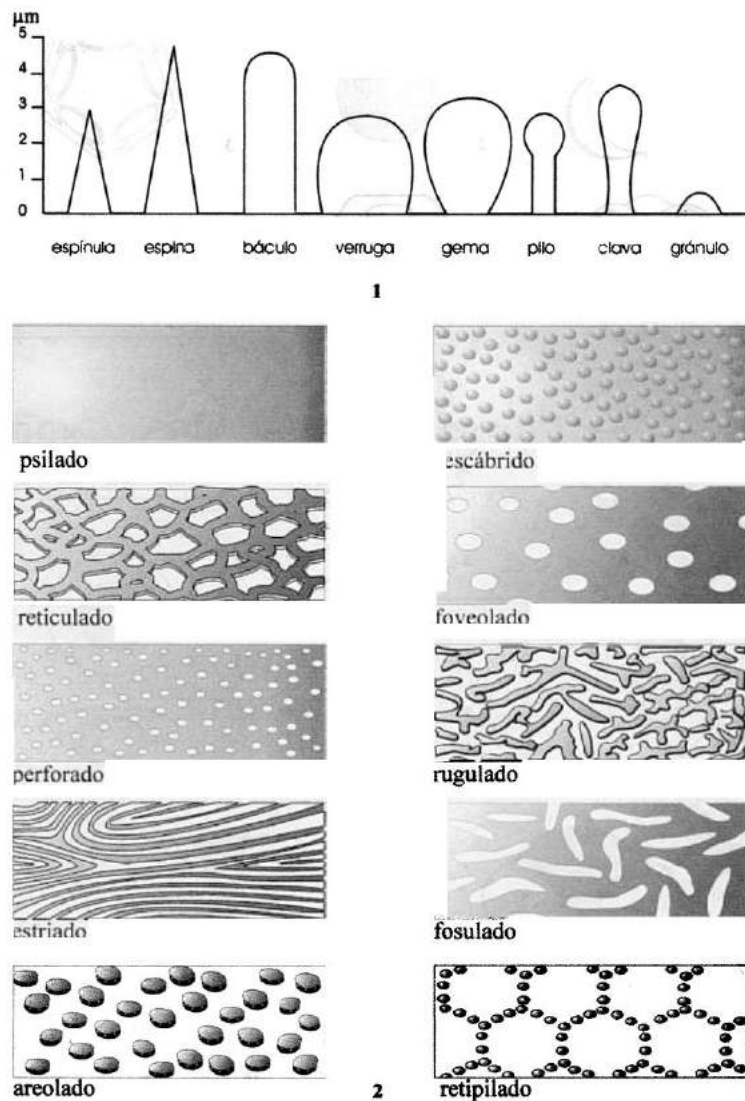 µm
5
4
3
2
1
0
espínula espina báculo verruga gema pilo clava gránulo
1
psilado escábrido
reticulado foveolado
perforado rugulado
estriado fosulado
areolado 2 retipilado